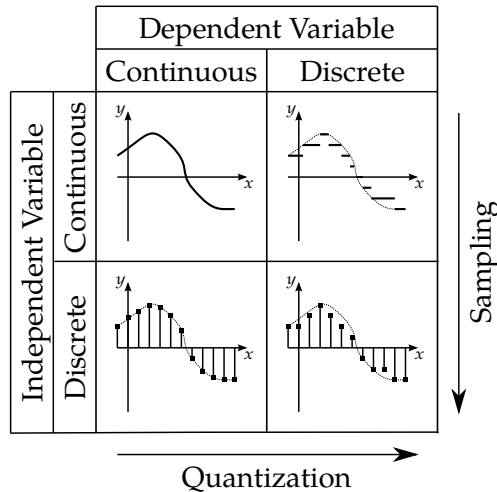 Dependent Variable
Continuous
Discrete
Independent Variable
Continuous
y
x
y
x
Sampling
Discrete
y
x
y
x
Quantization